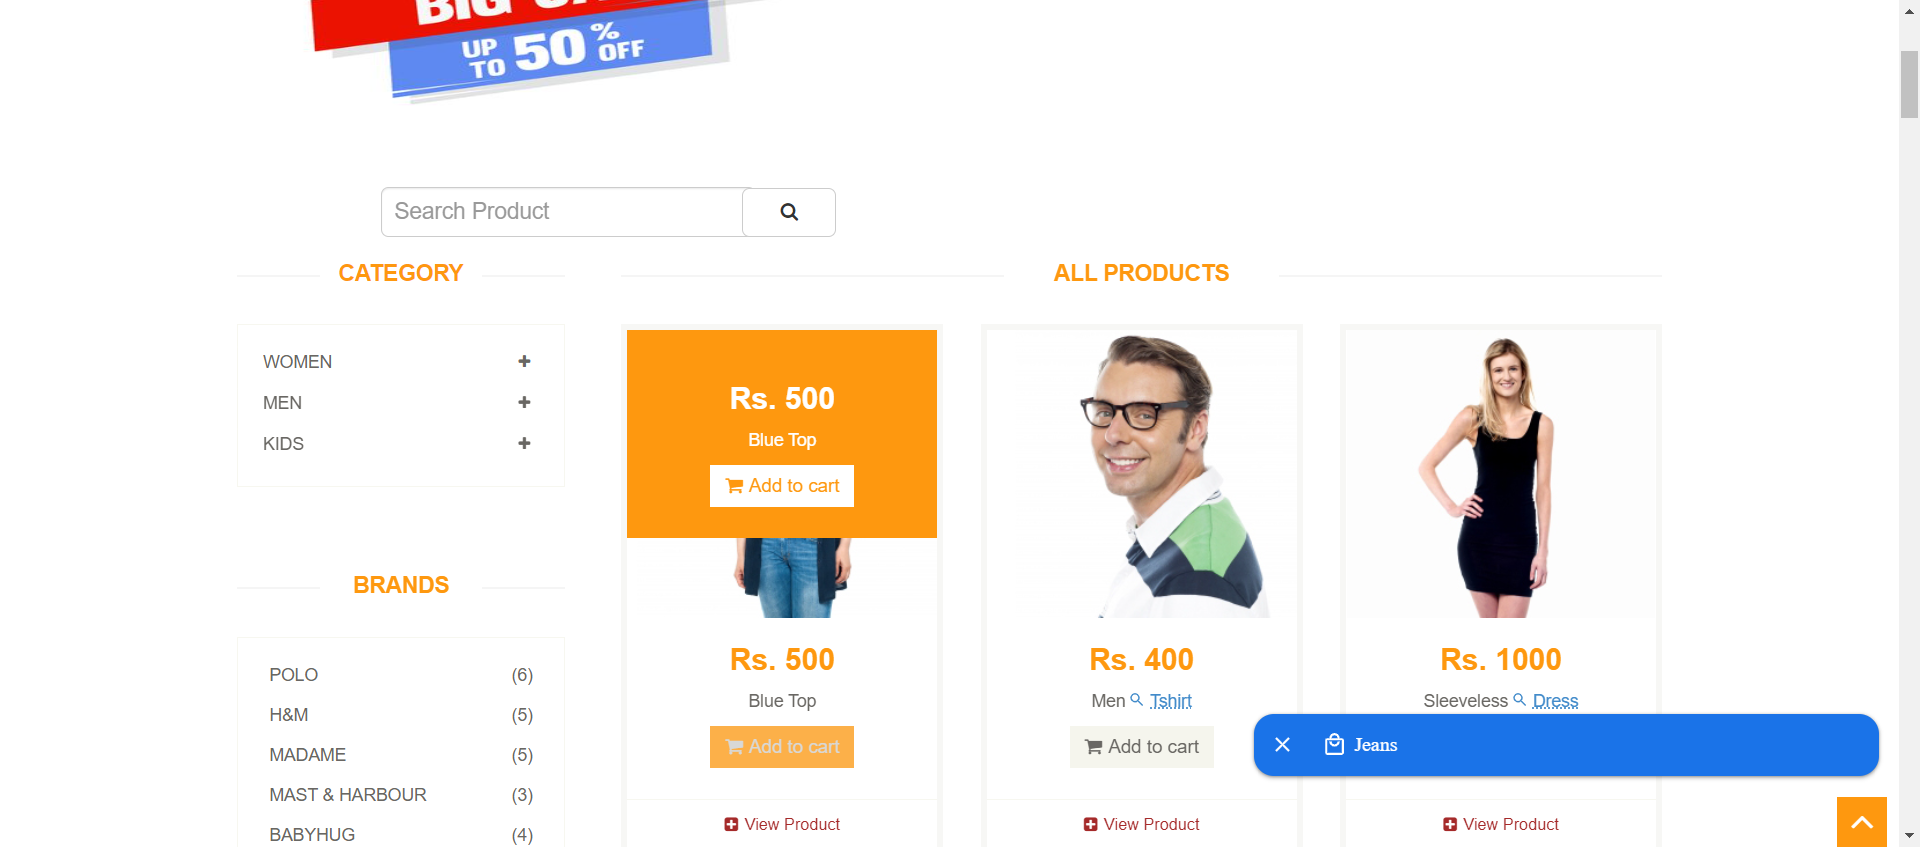 BIG
UP TO 50% OFF
Search Product
CATEGORY
ALL PRODUCTS
WOMEN
MEN
KIDS
Rs. 500
Blue Top
Add to cart
BRANDS
POLO (6)
H&M (5)
MADAME (5)
MAST & HARBOUR (3)
BABYHUG (4)
Rs. 500
Blue Top
Add to cart
View Product
Rs. 400
Men Tshirt
Add to cart
View Product
Rs. 1000
Sleeveless Dress
View Product
Jeans